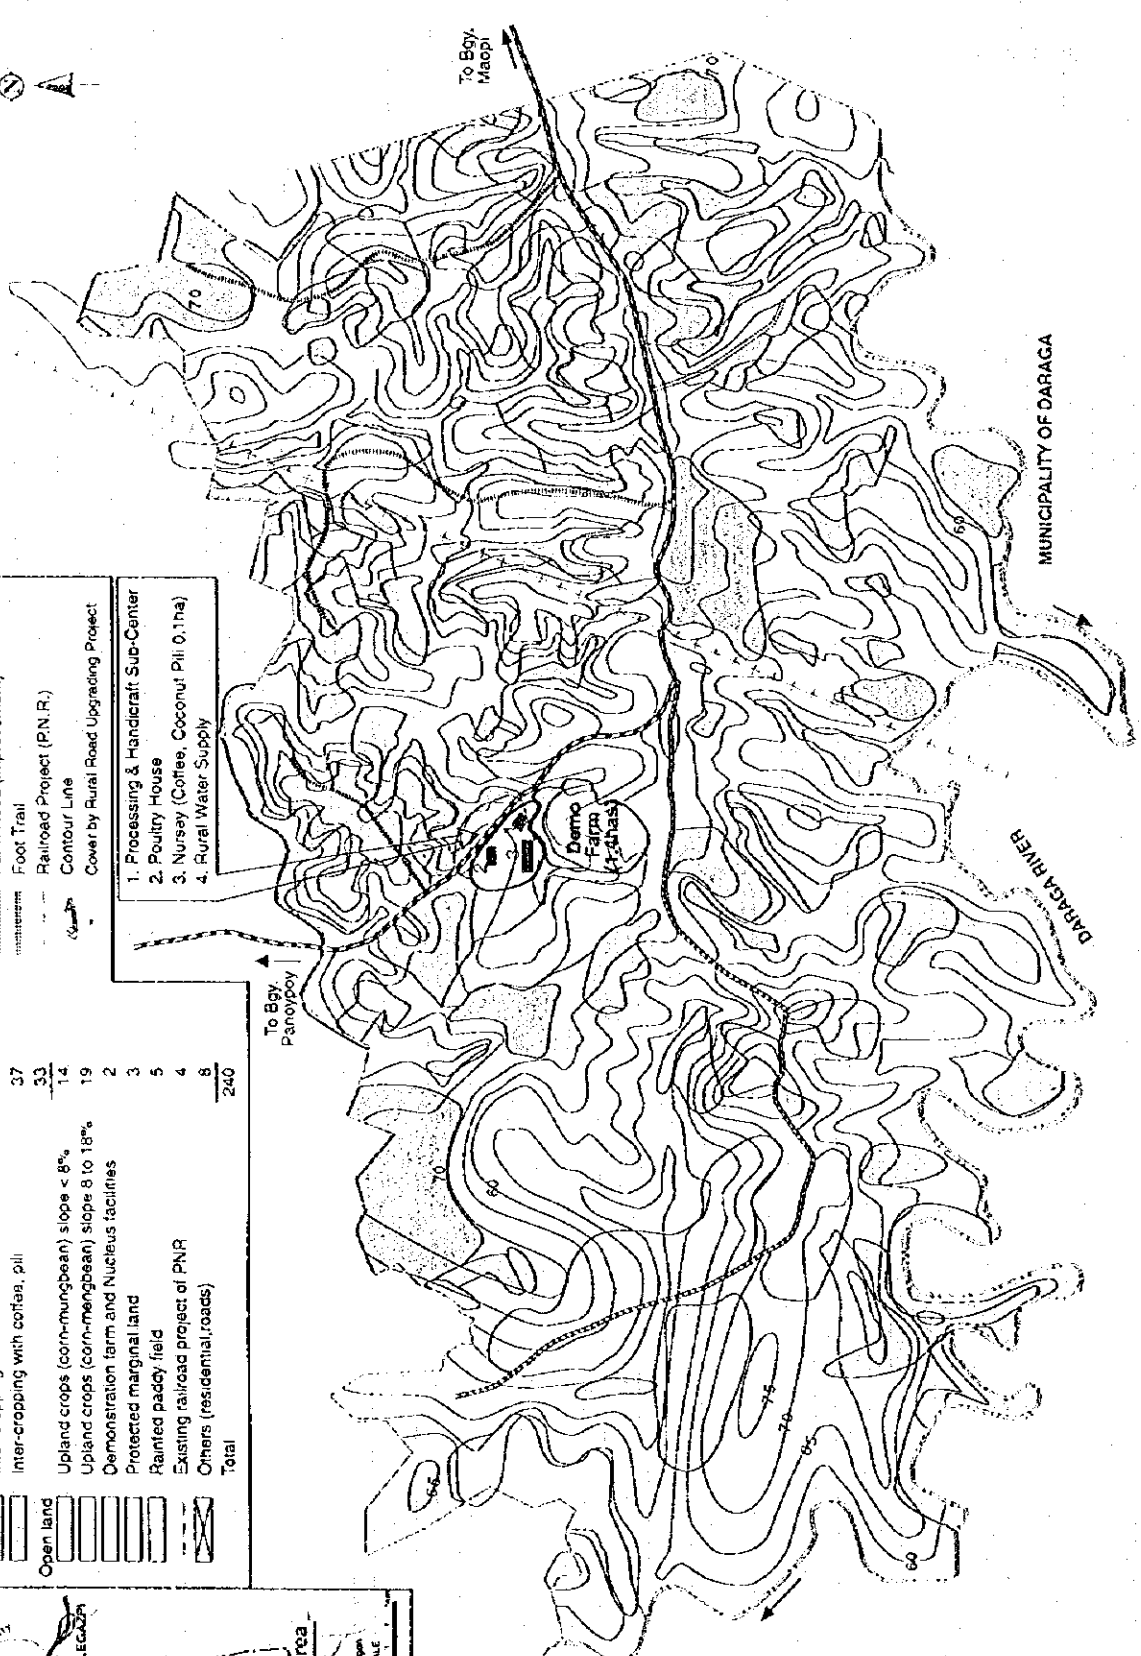 N
Foot Trail
Railroad Project (P.N.R.)
Contour Line
Cover by Rural Road Upgrading Project
1. Processing & Handicraft Sub-Center
2. Poultry House
3. Nursey (Coffee, Coconut Pili 0.1ha)
4. Rural Water Supply
Inter-cropping with coffee, pili 37
Open land 33
Upland crops (corn-mungbean) slope < 8% 14
Upland crops (corn-mengbean) slope 8 to 18% 19
Demonstration farm and Nucleus facilities 2
Protected marginal land 3
Rainfed paddy field 5
Existing railroad project of PNR 4
Others (residential,roads) 8
Total 240
To Bgy.
Panoypoy
To Bgy.
Maopi
Demo
Farm
(1.4has)
MUNICIPALITY OF DARAGA
DARAGA RIVER
70
70
60
70
60
65
75
70
65
60